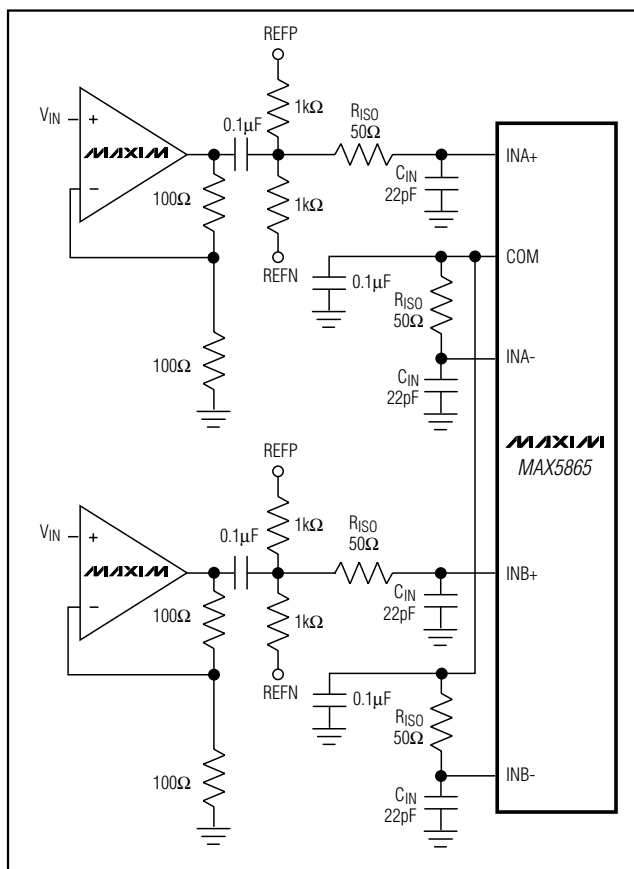 REFP
VIN
+
MAXIM
−
0.1µF
1kΩ
RISO
50Ω
INA+
CIN
22pF
100Ω
1kΩ
REFN
COM
0.1µF
RISO
50Ω
INA-
100Ω
CIN
22pF
MAXIM
MAX5865
REFP
VIN
+
MAXIM
−
0.1µF
1kΩ
RISO
50Ω
INB+
CIN
22pF
100Ω
1kΩ
REFN
0.1µF
RISO
50Ω
INB-
100Ω
CIN
22pF